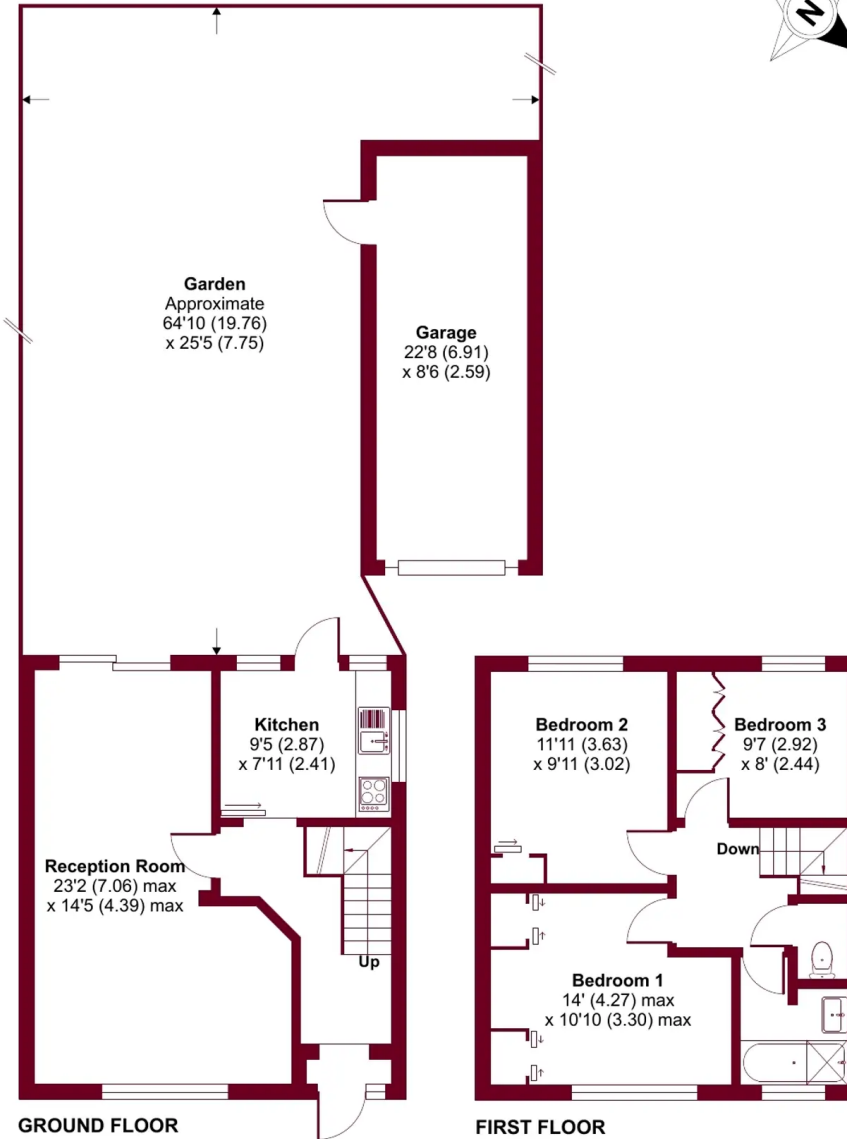 N
Garden
Approximate
64'10 (19.76)
x 25'5 (7.75)
Garage
22'8 (6.91)
x 8'6 (2.59)
Kitchen
9'5 (2.87)
x 7'11 (2.41)
Reception Room
23'2 (7.06) max
x 14'5 (4.39) max
Up
GROUND FLOOR
Bedroom 2
11'11 (3.63)
x 9'11 (3.02)
Bedroom 3
9'7 (2.92)
x 8' (2.44)
Down
Bedroom 1
14' (4.27) max
x 10'10 (3.30) max
FIRST FLOOR